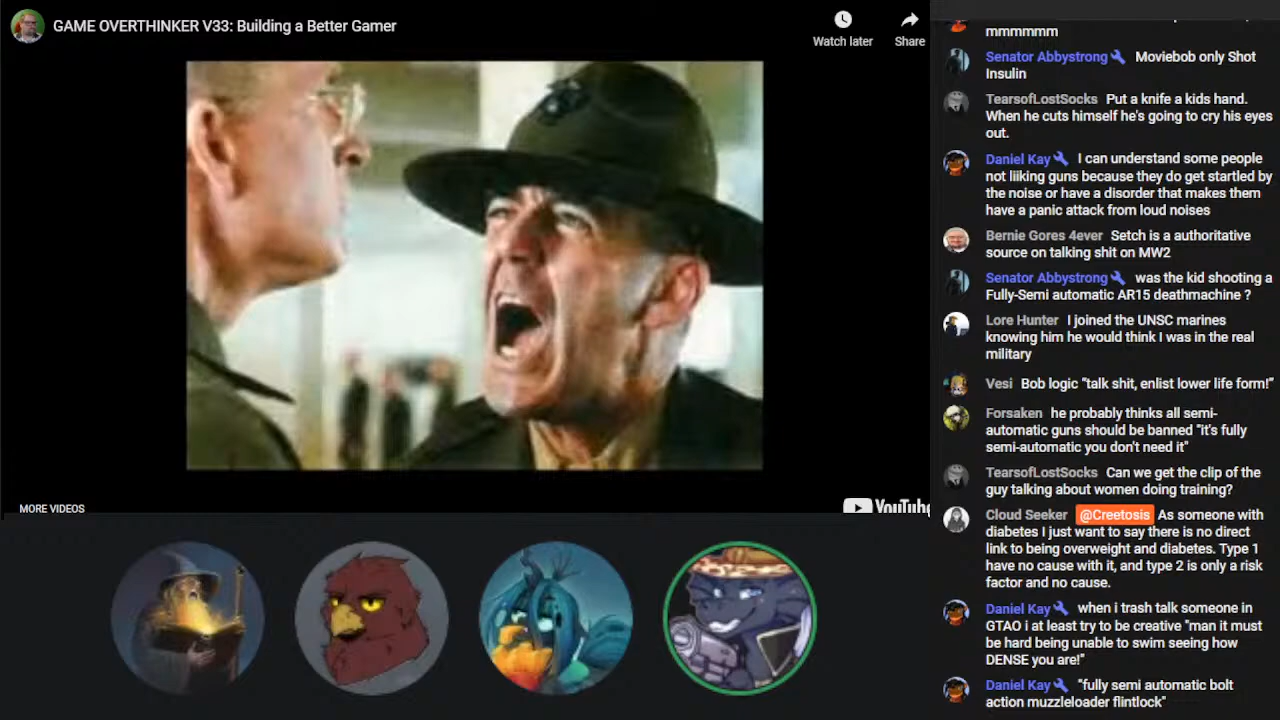 GAME OVERTHINKER V33: Building a Better Gamer
Watch later
Share
MORE VIDEOS
YouTube
mmmmmm
Senator Abbystrong Moviebob only Shot
Insulin
TearsofLostSocks Put a knife a kids hand.
When he cuts himself he's going to cry his eyes
out.
Daniel Kay I can understand some people
not liiking guns because they do get startled by
the noise or have a disorder that makes them
have a panic attack from loud noises
Bernie Gores 4ever Setch is a authoritative
source on talking shit on MW2
Senator Abbystrong was the kid shooting a
Fully-Semi automatic AR15 deathmachine ?
Lore Hunter I joined the UNSC marines
knowing him he would think I was in the real
military
Vesi Bob logic "talk shit, enlist lower life form!"
Forsaken he probably thinks all semi-
automatic guns should be banned "it's fully
semi-automatic you don't need it"
TearsofLostSocks Can we get the clip of the
guy talking about women doing training?
Cloud Seeker @Creetosis As someone with
diabetes I just want to say there is no direct
link to being overweight and diabetes. Type 1
have no cause with it, and type 2 is only a risk
factor and no cause.
Daniel Kay when i trash talk someone in
GTAO i at least try to be creative "man it must
be hard being unable to swim seeing how
DENSE you are!"
Daniel Kay "fully semi automatic bolt
action muzzleloader flintlock"